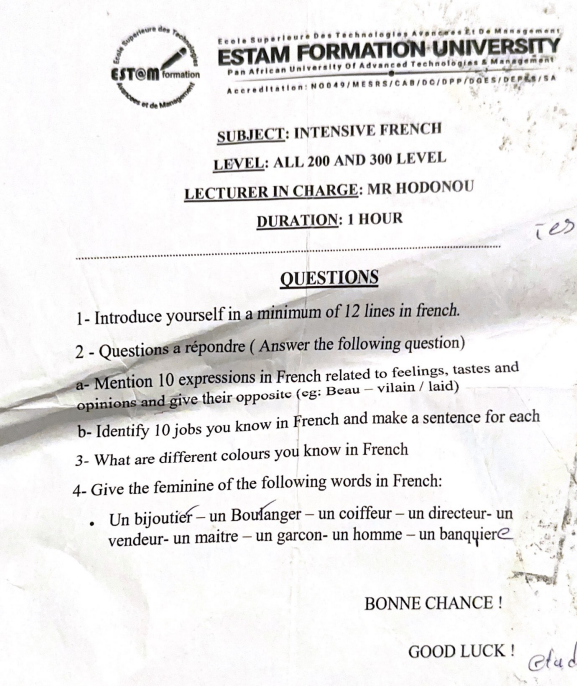 Ecole Superieure des Technologies
EST@M formation
Avancees et de Management
Ecole Superieure Des Technologies Avancees Et De Management
ESTAM FORMATION UNIVERSITY
Pan African University Of Advanced Technologies & Management
Accreditation: N0049/MESRS/CAB/DC/DPP/DGES/DEPES/SA
SUBJECT: INTENSIVE FRENCH
LEVEL: ALL 200 AND 300 LEVEL
LECTURER IN CHARGE: MR HODONOU
DURATION: 1 HOUR
QUESTIONS
1- Introduce yourself in a minimum of 12 lines in french.
2 - Questions a répondre ( Answer the following question)
a- Mention 10 expressions in French related to feelings, tastes and
opinions and give their opposite (eg: Beau – vilain / laid)
b- Identify 10 jobs you know in French and make a sentence for each
3- What are different colours you know in French
4- Give the feminine of the following words in French:
• Un bijoutier – un Boulanger – un coiffeur – un directeur- un
vendeur- un maitre – un garcon- un homme – un banquiere
BONNE CHANCE !
GOOD LUCK !